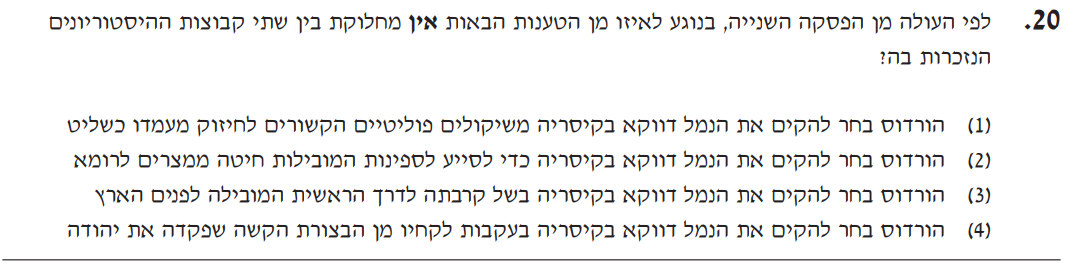 20. לפי העולה מן הפסקה השנייה, בנוגע לאיזו מן הטענות הבאות אין מחלוקת בין שתי קבוצות ההיסטוריונים
הנזכרות בה?
(1) הורדוס בחר להקים את הנמל דווקא בקיסריה משיקולים פוליטיים הקשורים לחיזוק מעמדו כשליט
(2) הורדוס בחר להקים את הנמל דווקא בקיסריה כדי לסייע לספינות המובילות חיטה ממצרים לרומא
(3) הורדוס בחר להקים את הנמל דווקא בקיסריה בשל קרבתה לדרך הראשית המובילה לפנים הארץ
(4) הורדוס בחר להקים את הנמל דווקא בקיסריה בעקבות לקחיו מן הבצורת הקשה שפקדה את יהודה